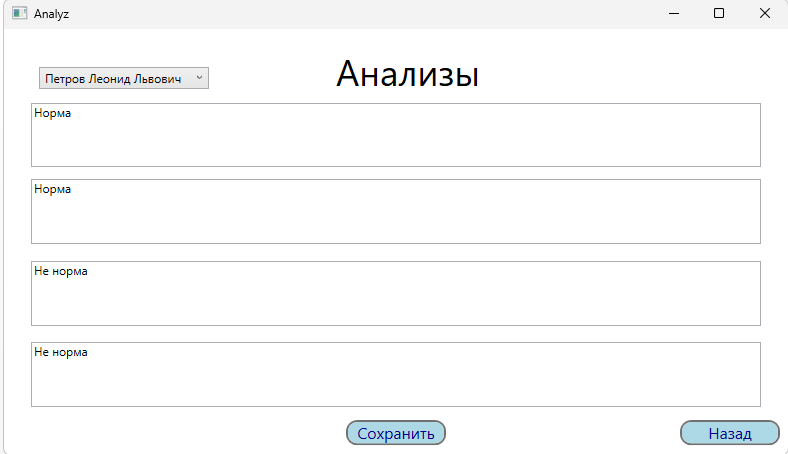 Analyz
Петров Леонид Львович
Анализы
Норма
Норма
Не норма
Не норма
Сохранить
Назад